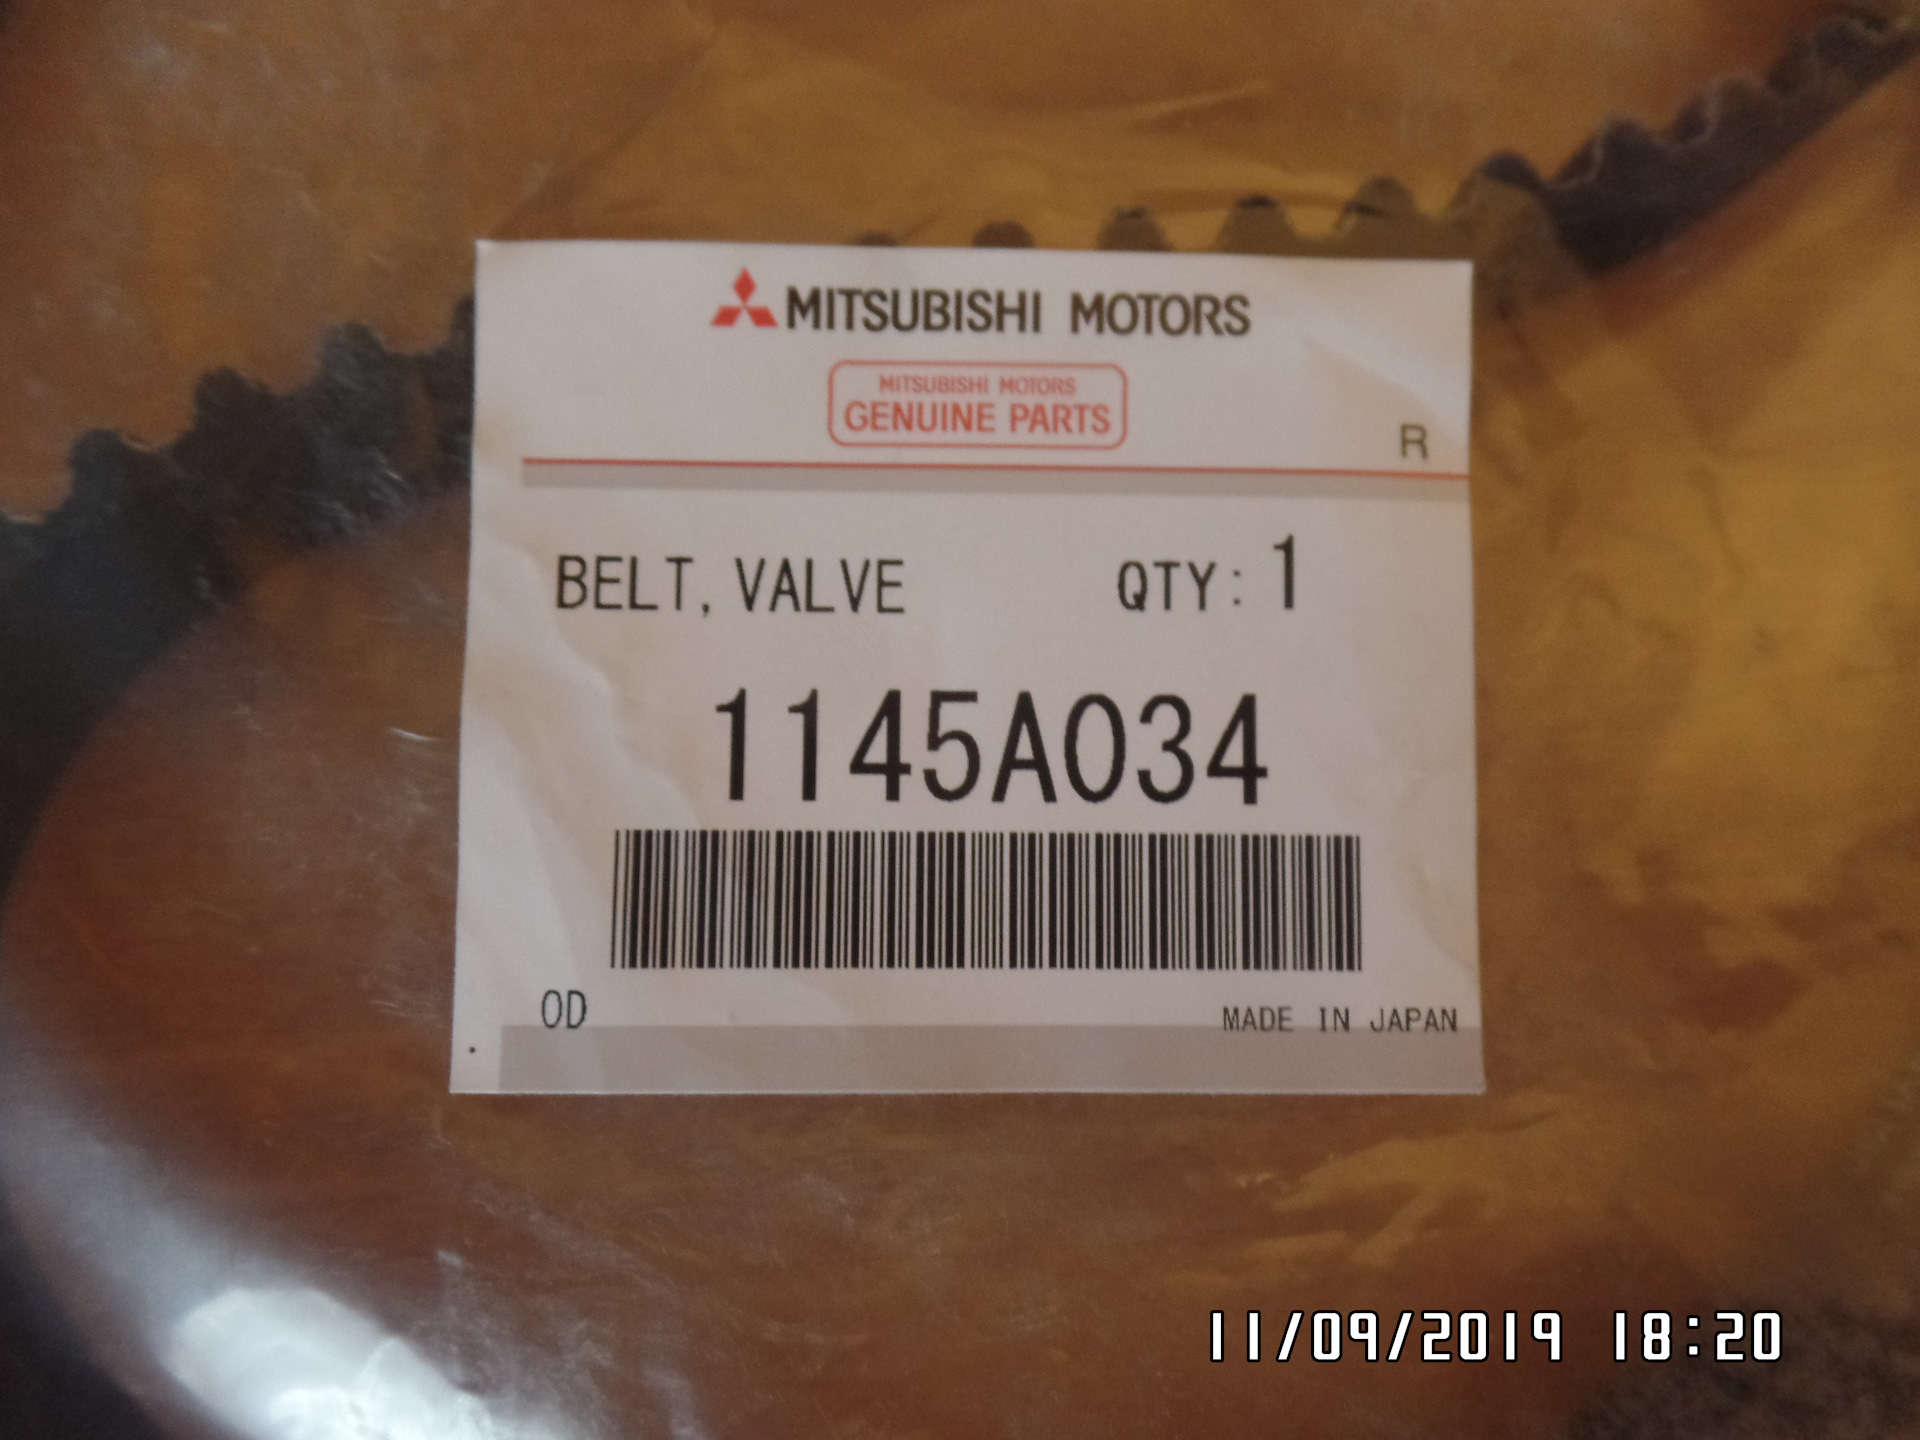 MITSUBISHI MOTORS
MITSUBISHI MOTORS
GENUINE PARTS
R
BELT, VALVE QTY: 1
1145A034
OD MADE IN JAPAN
11/09/2019 18:20